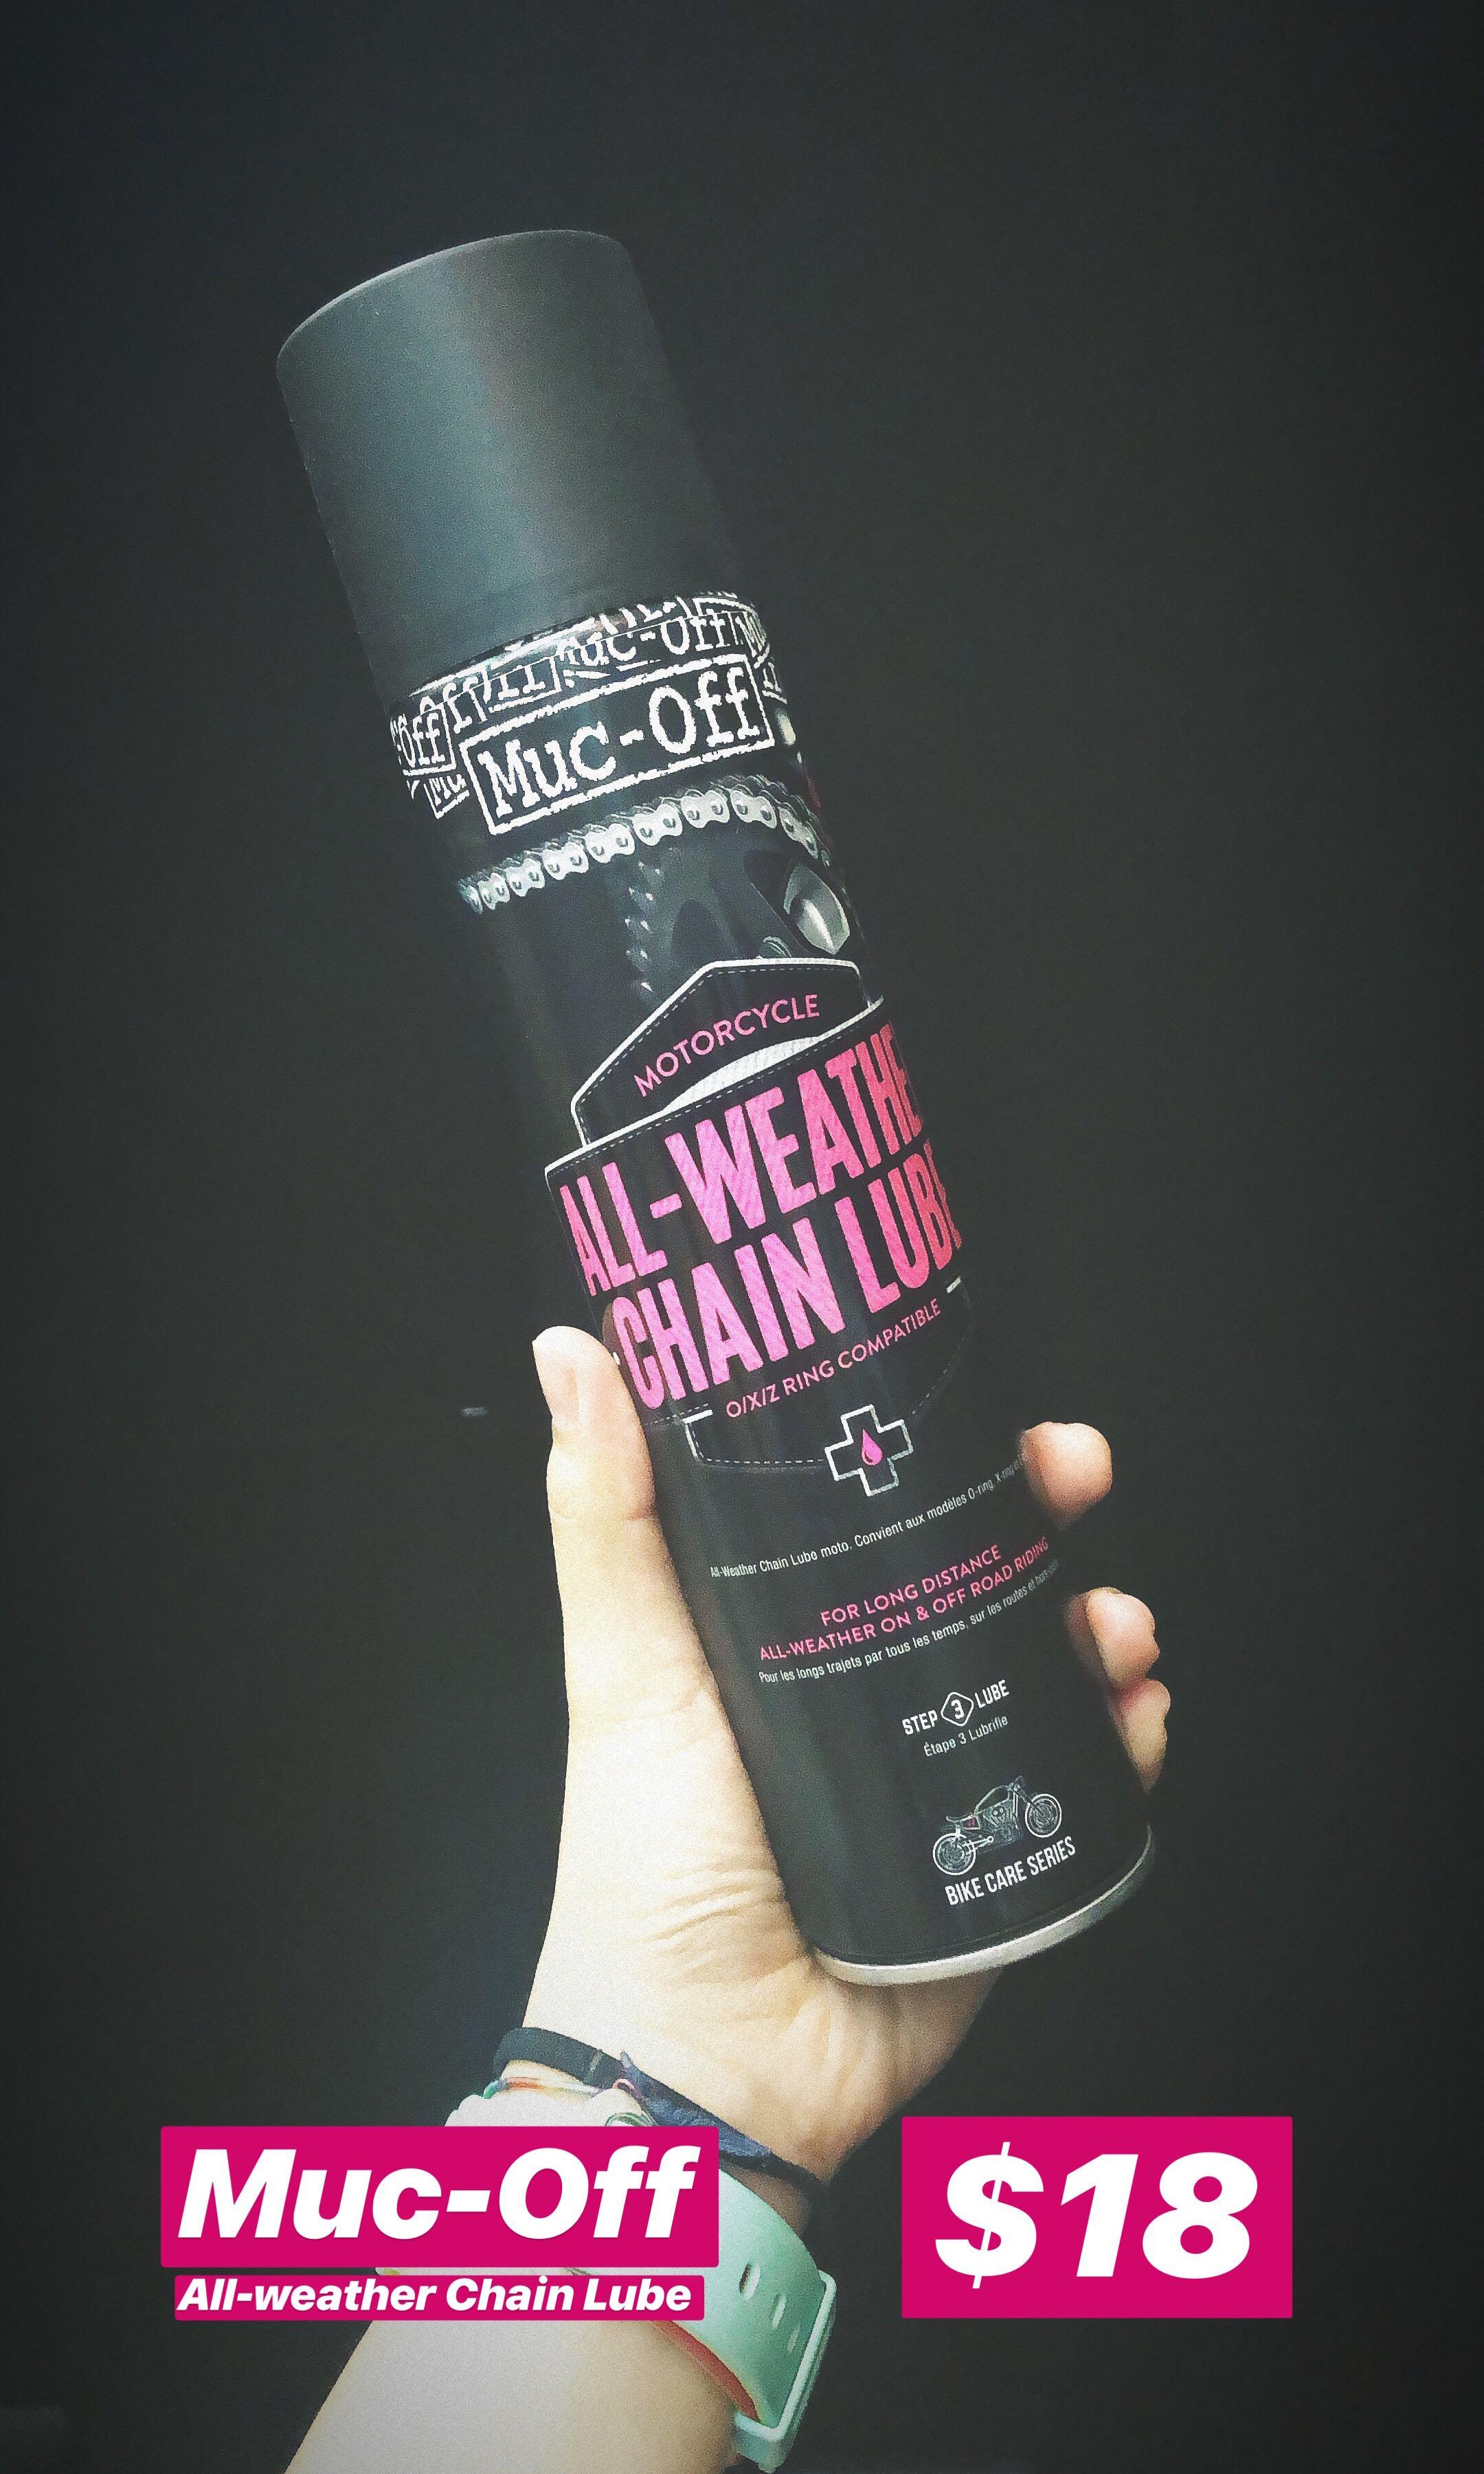 Muc-Off
Muc-Off
MOTORCYCLE
ALL-WEATHE
CHAIN LUBE
O/X/Z RING COMPATIBLE
All-Weather Chain Lube moto. Convient aux modèles O-ring, X-ring
FOR LONG DISTANCE
ALL-WEATHER ON & OFF ROAD RIDING
Pour les longs trajets par tous les temps, sur les routes et
STEP 3 LUBE
Étape 3 Lubrifie
BIKE CARE SERIES
Muc-Off
All-weather Chain Lube
$18